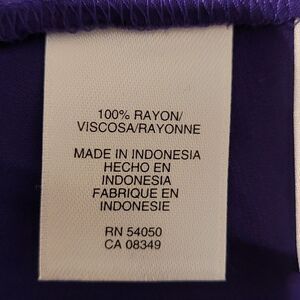 100% RAYON/
VISCOSA/RAYONNE
MADE IN INDONESIA
HECHO EN
INDONESIA
FABRIQUE EN
INDONESIE
RN 54050
CA 08349